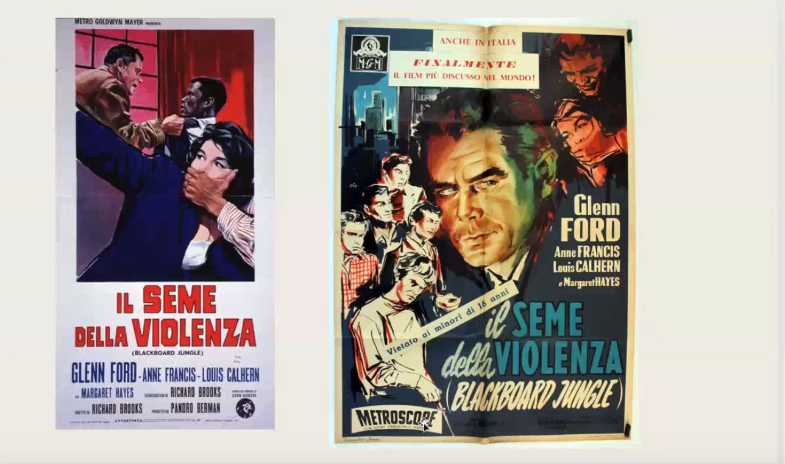 METRO GOLDWYN MAYER
IL SEME
DELLA VIOLENZA
(BLACKBOARD JUNGLE)
GLENN FORD - ANNE FRANCIS - LOUIS CALHERN
MARGARET HAYES
RICHARD BROOKS
DI RICHARD BROOKS
PANDRO BERMAN
MGM
ANCHE IN ITALIA
FINALMENTE
IL FILM PIÙ DISCUSSO NEL MONDO!
Glenn
FORD
Anne FRANCIS
Louis CALHERN
e Margaret HAYES
Vietato ai minori di 16 anni
il SEME
della VIOLENZA
(BLACKBOARD JUNGLE)
METROSCOPE